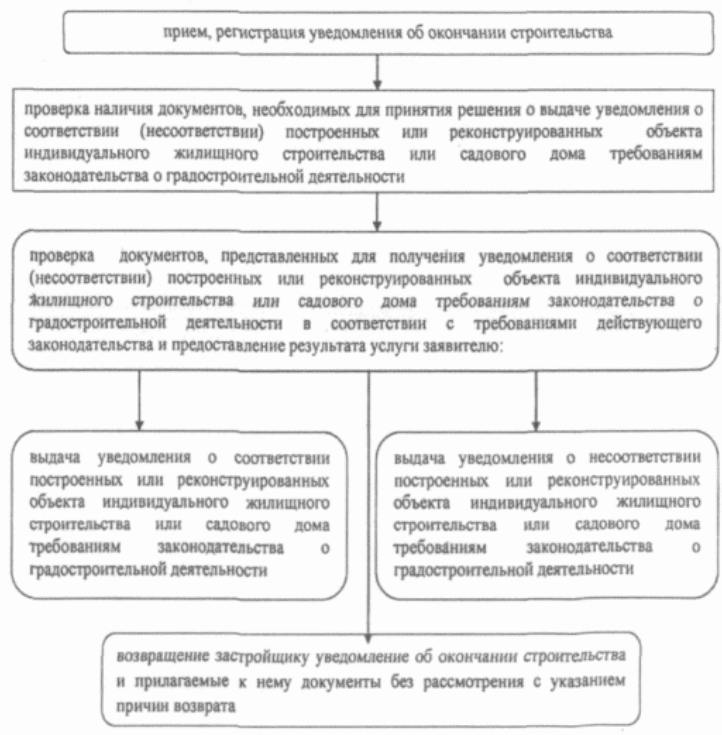 прием, регистрация уведомления об окончании строительства
проверка наличия документов, необходимых для принятия решения о выдаче уведомления о
соответствии (несоответствии) построенных или реконструированных объекта
индивидуального жилищного строительства или садового дома требованиям
законодательства о градостроительной деятельности
проверка документов, представленных для получения уведомления о соответствии
(несоответствии) построенных или реконструированных объекта индивидуального
жилищного строительства или садового дома требованиям законодательства о
градостроительной деятельности в соответствии с требованиями действующего
законодательства и предоставление результата услуги заявителю:
выдача уведомления о соответствии
построенных или реконструированных
объекта индивидуального жилищного
строительства или садового дома
требованиям законодательства о
градостроительной деятельности
выдача уведомления о несоответствии
построенных или реконструированных
объекта индивидуального жилищного
строительства или садового дома
требованиям законодательства о
градостроительной деятельности
возвращение застройщику уведомление об окончании строительства
и прилагаемые к нему документы без рассмотрения с указанием
причин возврата